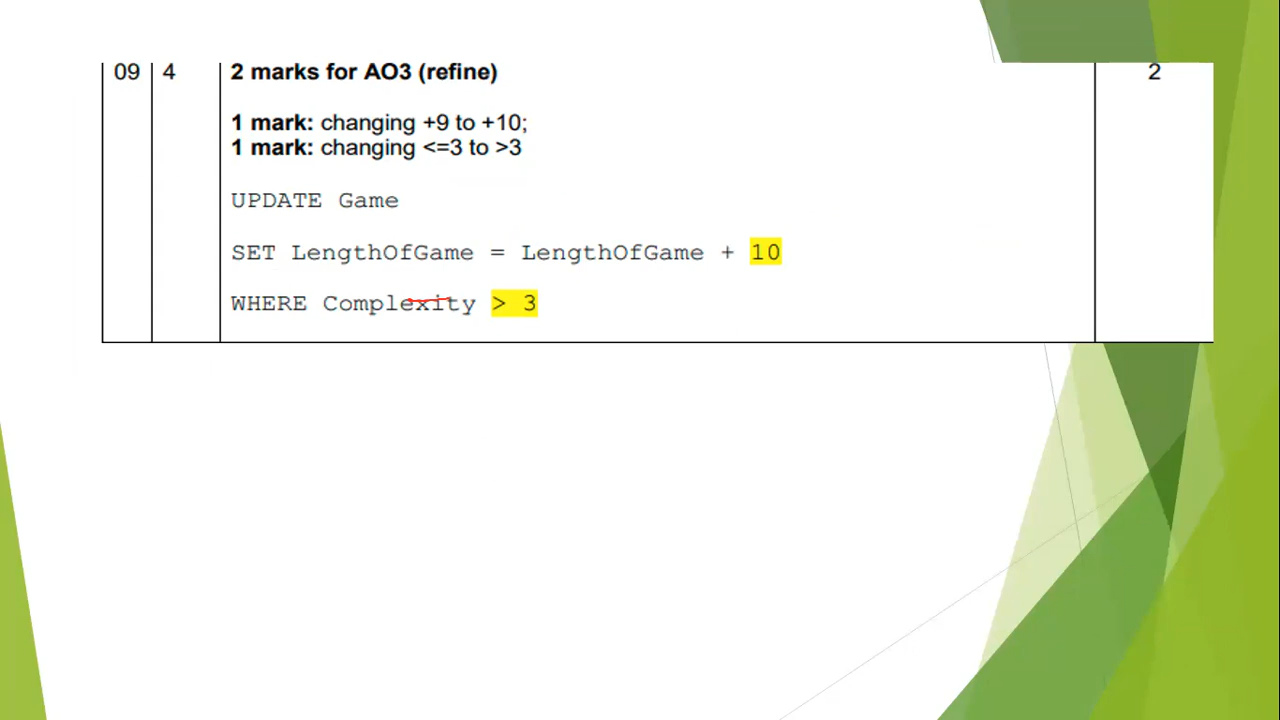 09 4 2 marks for AO3 (refine) 2
1 mark: changing +9 to +10;
1 mark: changing <=3 to >3
UPDATE Game
SET LengthOfGame = LengthOfGame + 10
WHERE Complexity > 3